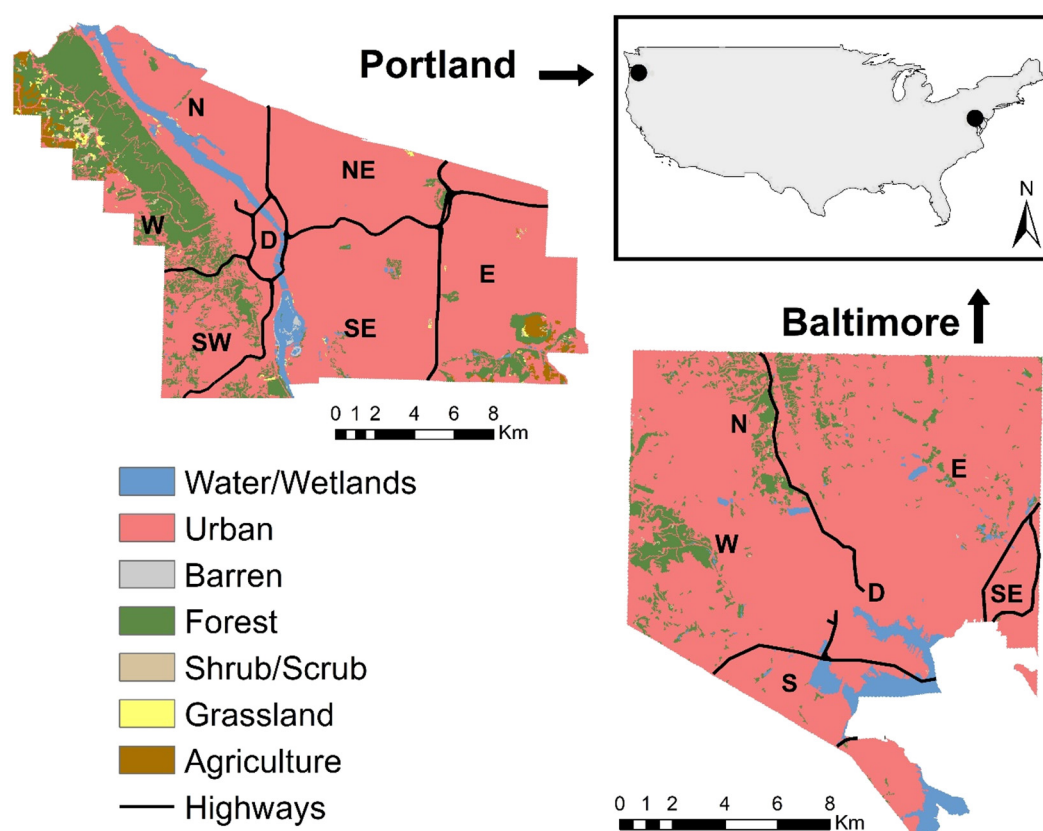 Portland
N
NE
W
D
E
SW
SE
0 1 2 4 6 8
Km
N
Baltimore
N
E
W
D
SE
S
0 1 2 4 6 8
Km
Water/Wetlands
Urban
Barren
Forest
Shrub/Scrub
Grassland
Agriculture
Highways